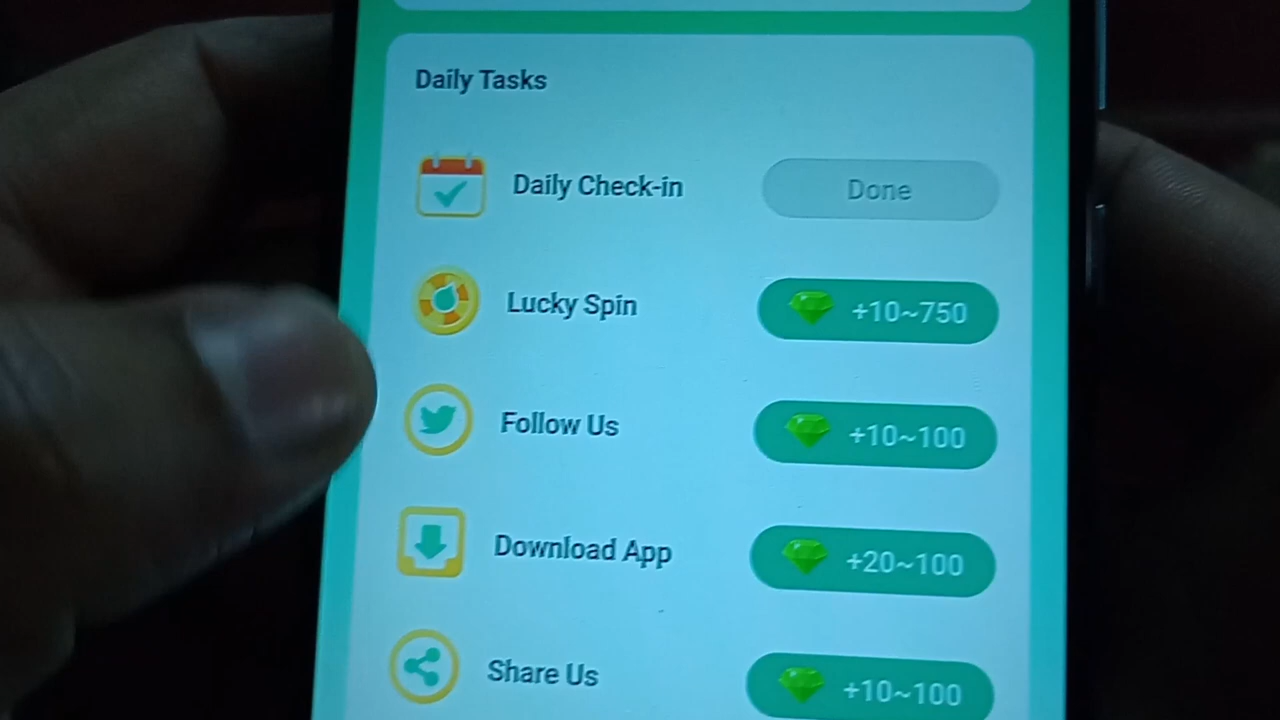 Daily Tasks
Daily Check-in Done
Lucky Spin +10~750
Follow Us +10~100
Download App +20~100
Share Us +10~100